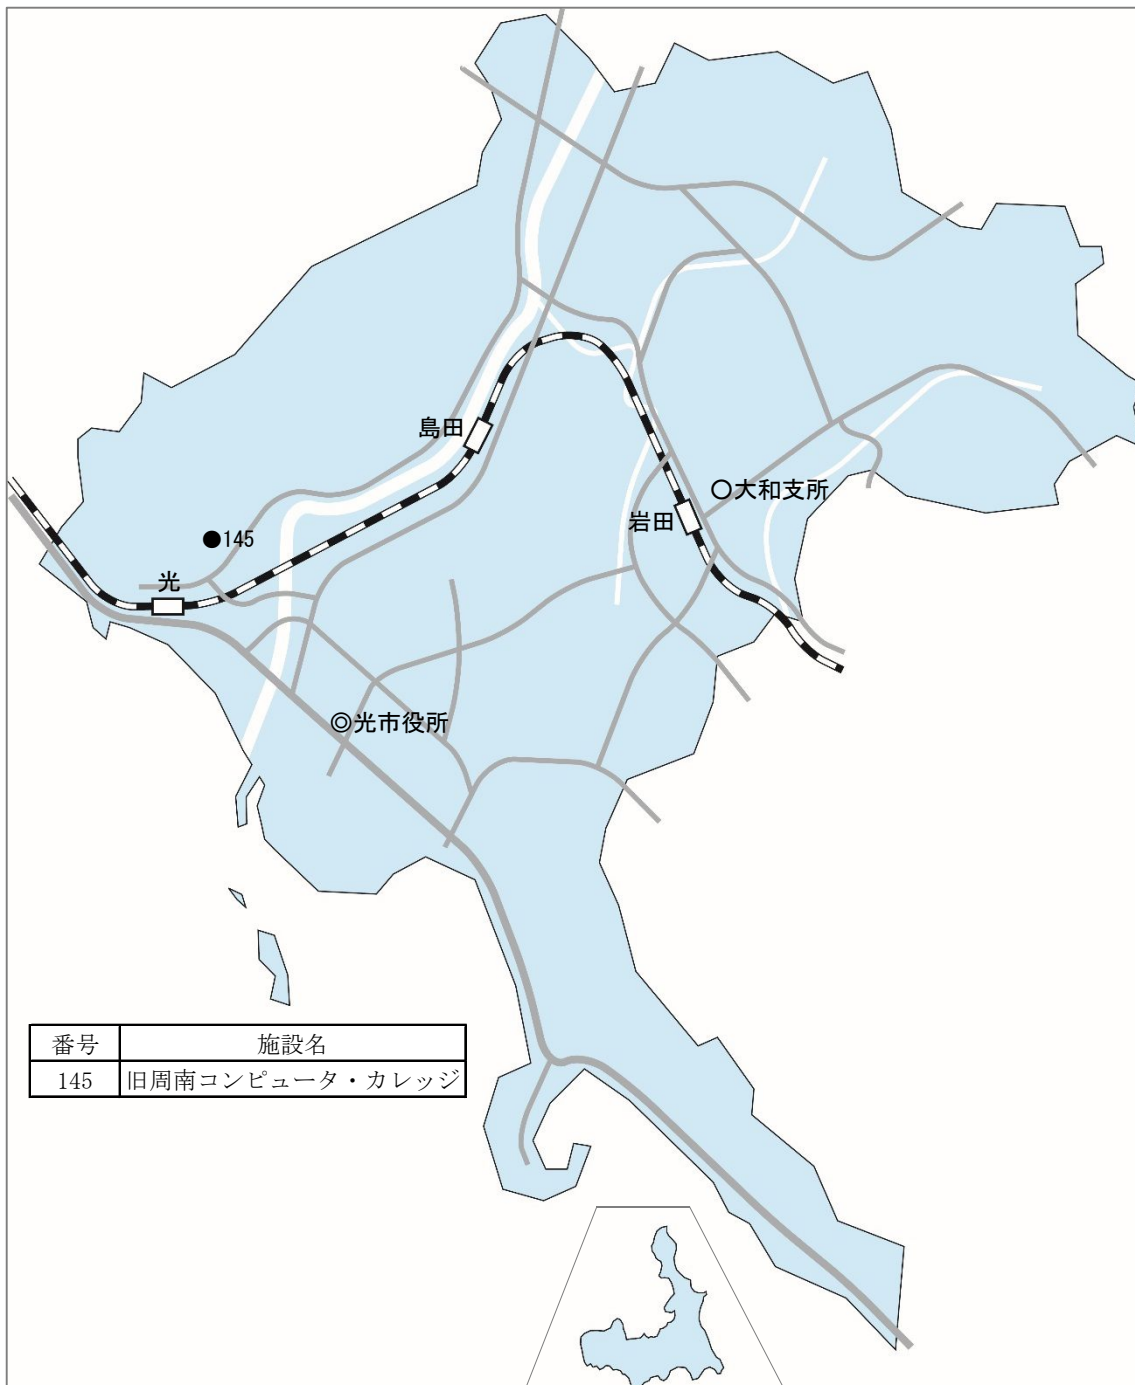 島田
○大和支所
岩田
●145
光
◎光市役所
番号 施設名
145 旧周南コンピュータ・カレッジ